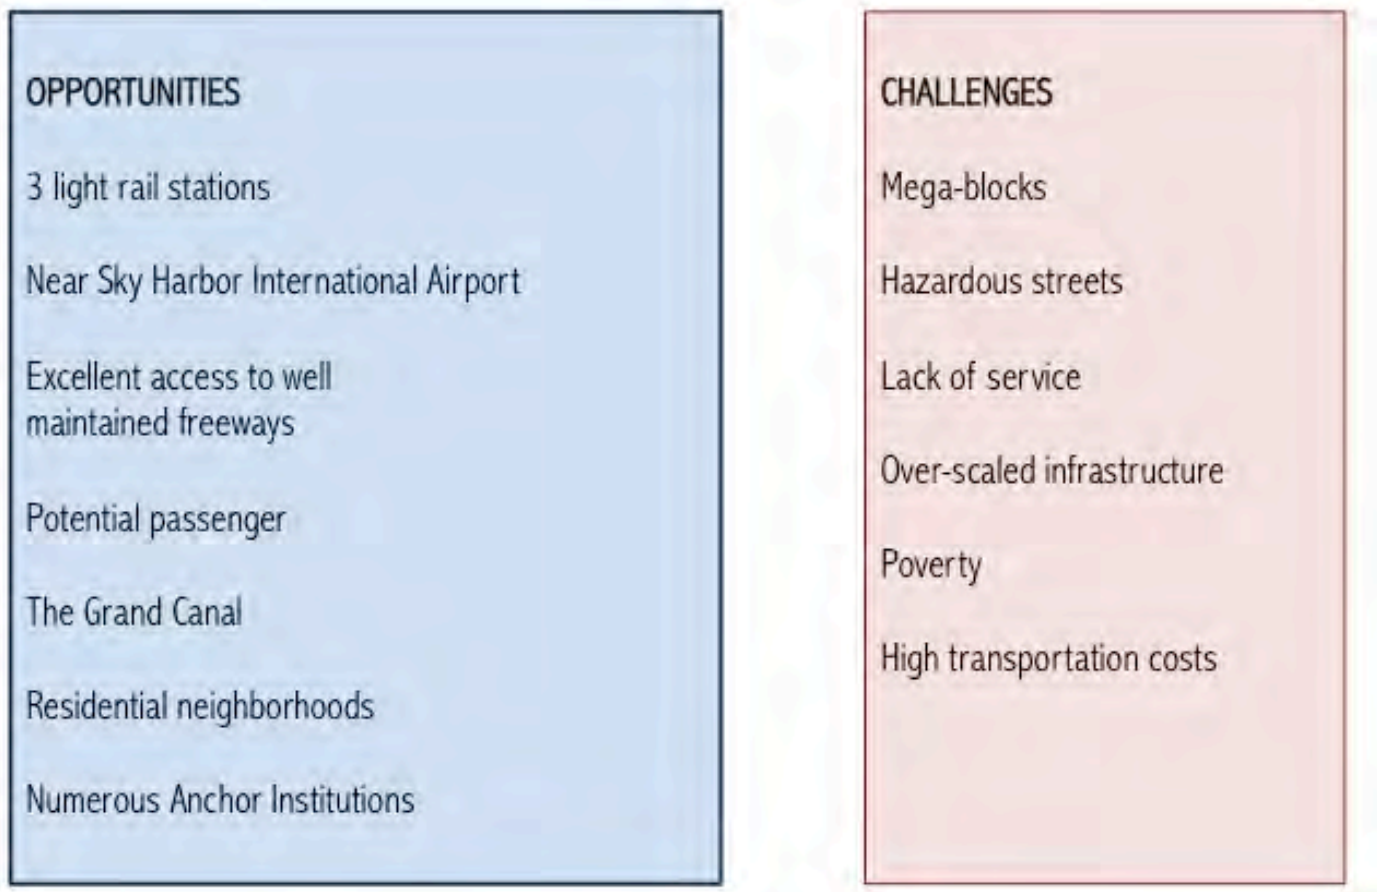 OPPORTUNITIES
3 light rail stations
Near Sky Harbor International Airport
Excellent access to well
maintained freeways
Potential passenger
The Grand Canal
Residential neighborhoods
Numerous Anchor Institutions
CHALLENGES
Mega-blocks
Hazardous streets
Lack of service
Over-scaled infrastructure
Poverty
High transportation costs